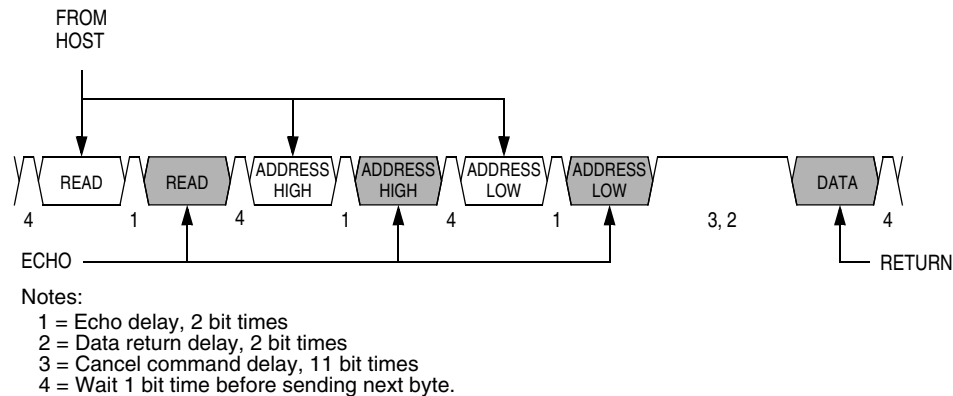 FROM
HOST
READ
READ
ADDRESS
HIGH
ADDRESS
HIGH
ADDRESS
LOW
ADDRESS
LOW
DATA
4
1
4
1
4
1
3, 2
4
ECHO
RETURN
Notes:
1 = Echo delay, 2 bit times
2 = Data return delay, 2 bit times
3 = Cancel command delay, 11 bit times
4 = Wait 1 bit time before sending next byte.